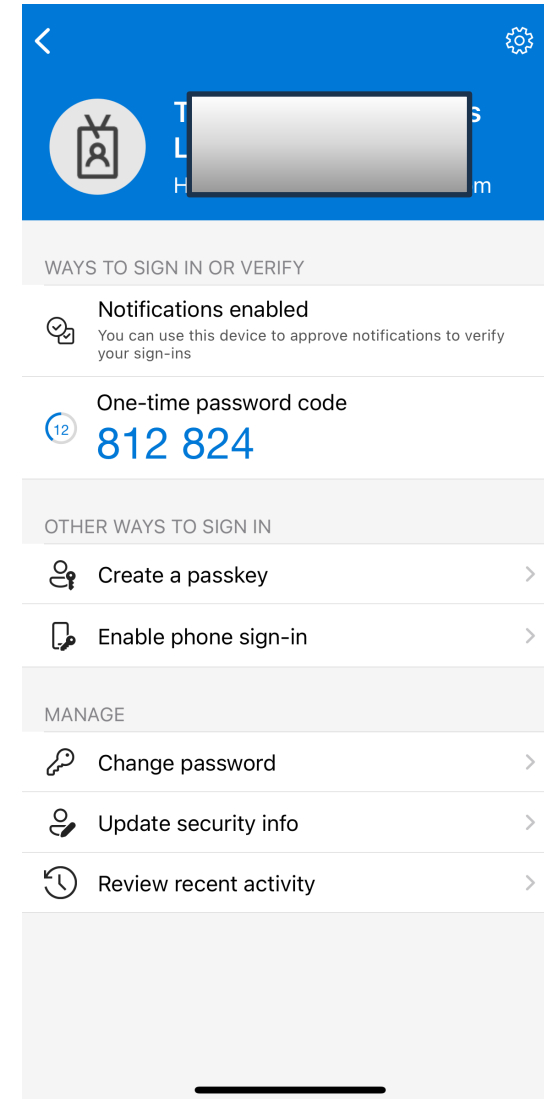 WAYS TO SIGN IN OR VERIFY
Notifications enabled
You can use this device to approve notifications to verify
your sign-ins
One-time password code
12
812 824
OTHER WAYS TO SIGN IN
Create a passkey
Enable phone sign-in
MANAGE
Change password
Update security info
Review recent activity